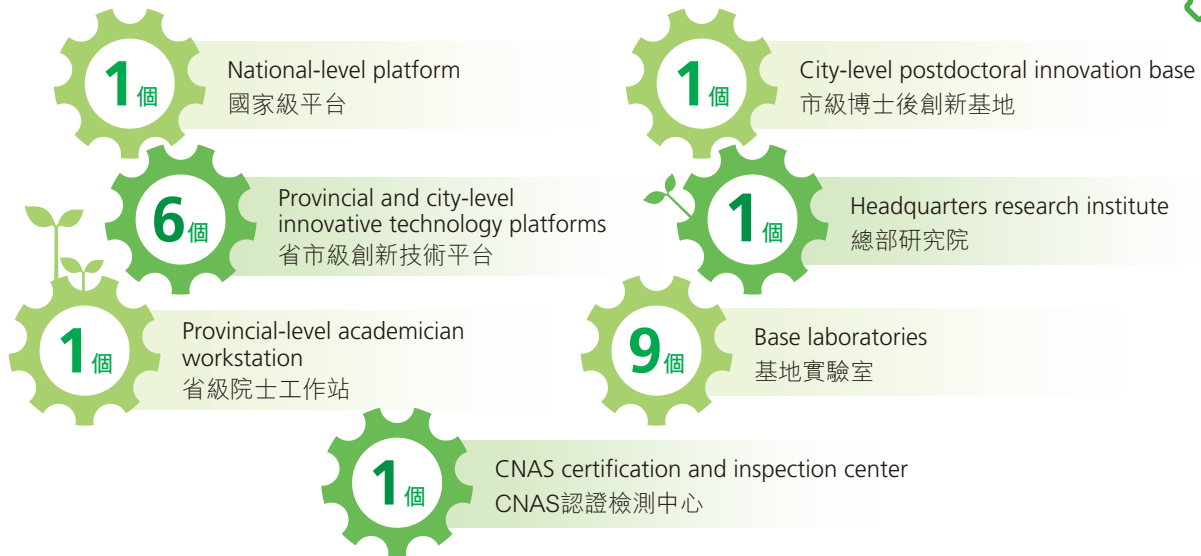 1個
National-level platform
國家級平台
1個
City-level postdoctoral innovation base
市級博士後創新基地
6個
Provincial and city-level
innovative technology platforms
省市級創新技術平台
1個
Headquarters research institute
總部研究院
1個
Provincial-level academician
workstation
省級院士工作站
9個
Base laboratories
基地實驗室
1個
CNAS certification and inspection center
CNAS認證檢測中心